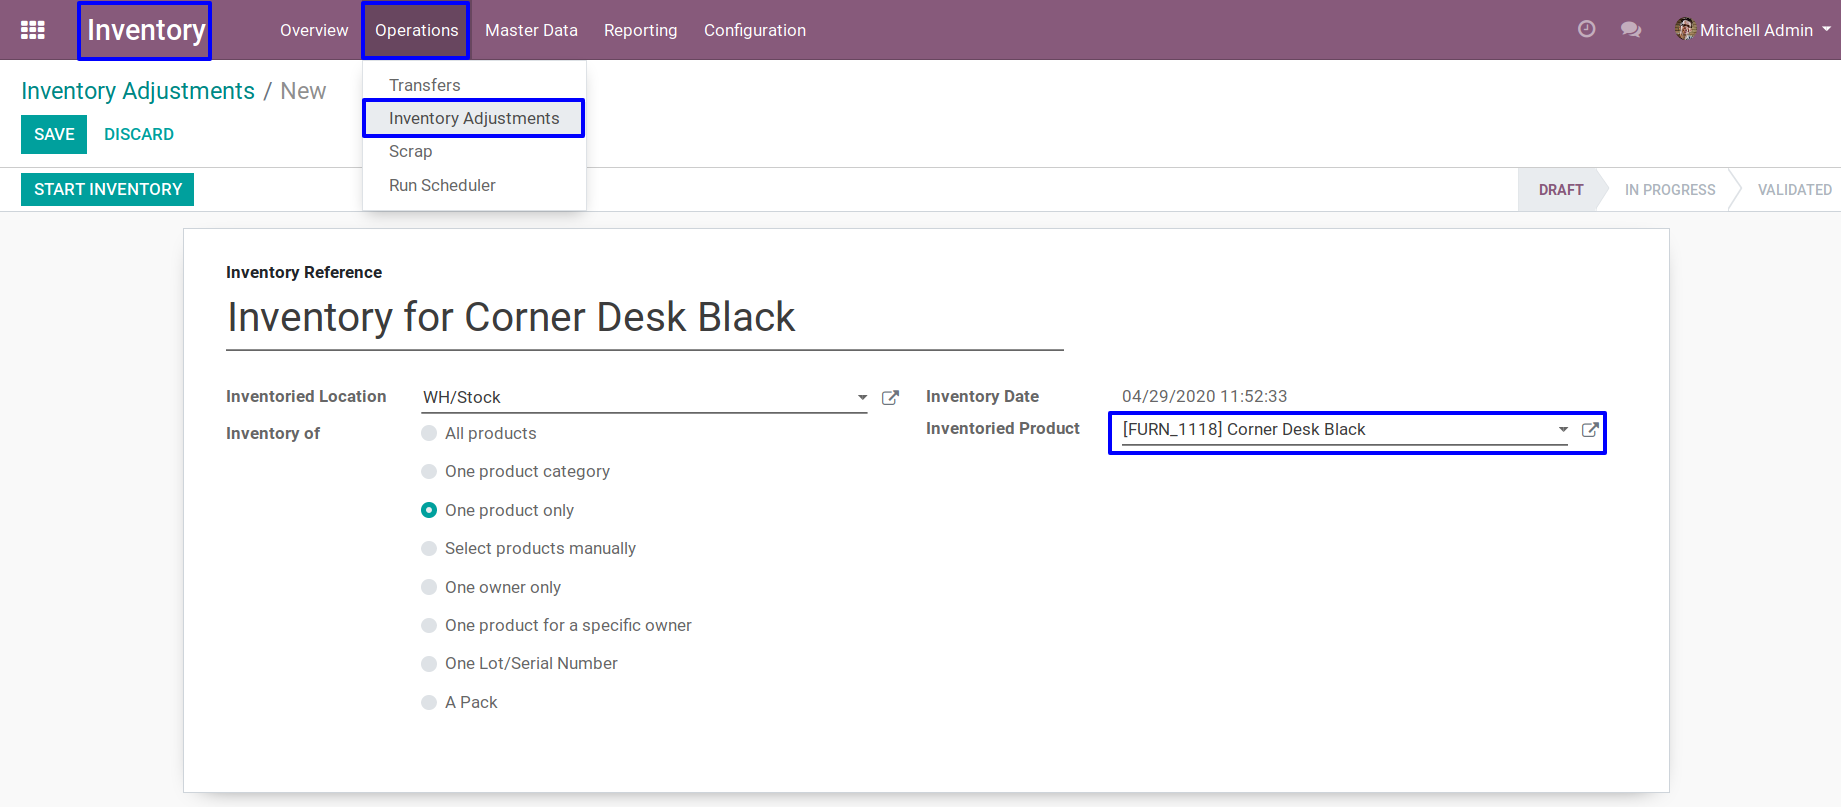 Inventory
Overview
Operations
Master Data
Reporting
Configuration
Mitchell Admin
Transfers
Inventory Adjustments
Scrap
Run Scheduler
Inventory Adjustments / New
SAVE
DISCARD
START INVENTORY
DRAFT
IN PROGRESS
VALIDATED
Inventory Reference
Inventory for Corner Desk Black
Inventoried Location
WH/Stock
Inventory of
All products
One product category
One product only
Select products manually
One owner only
One product for a specific owner
One Lot/Serial Number
A Pack
Inventory Date
04/29/2020 11:52:33
Inventoried Product
[FURN_1118] Corner Desk Black